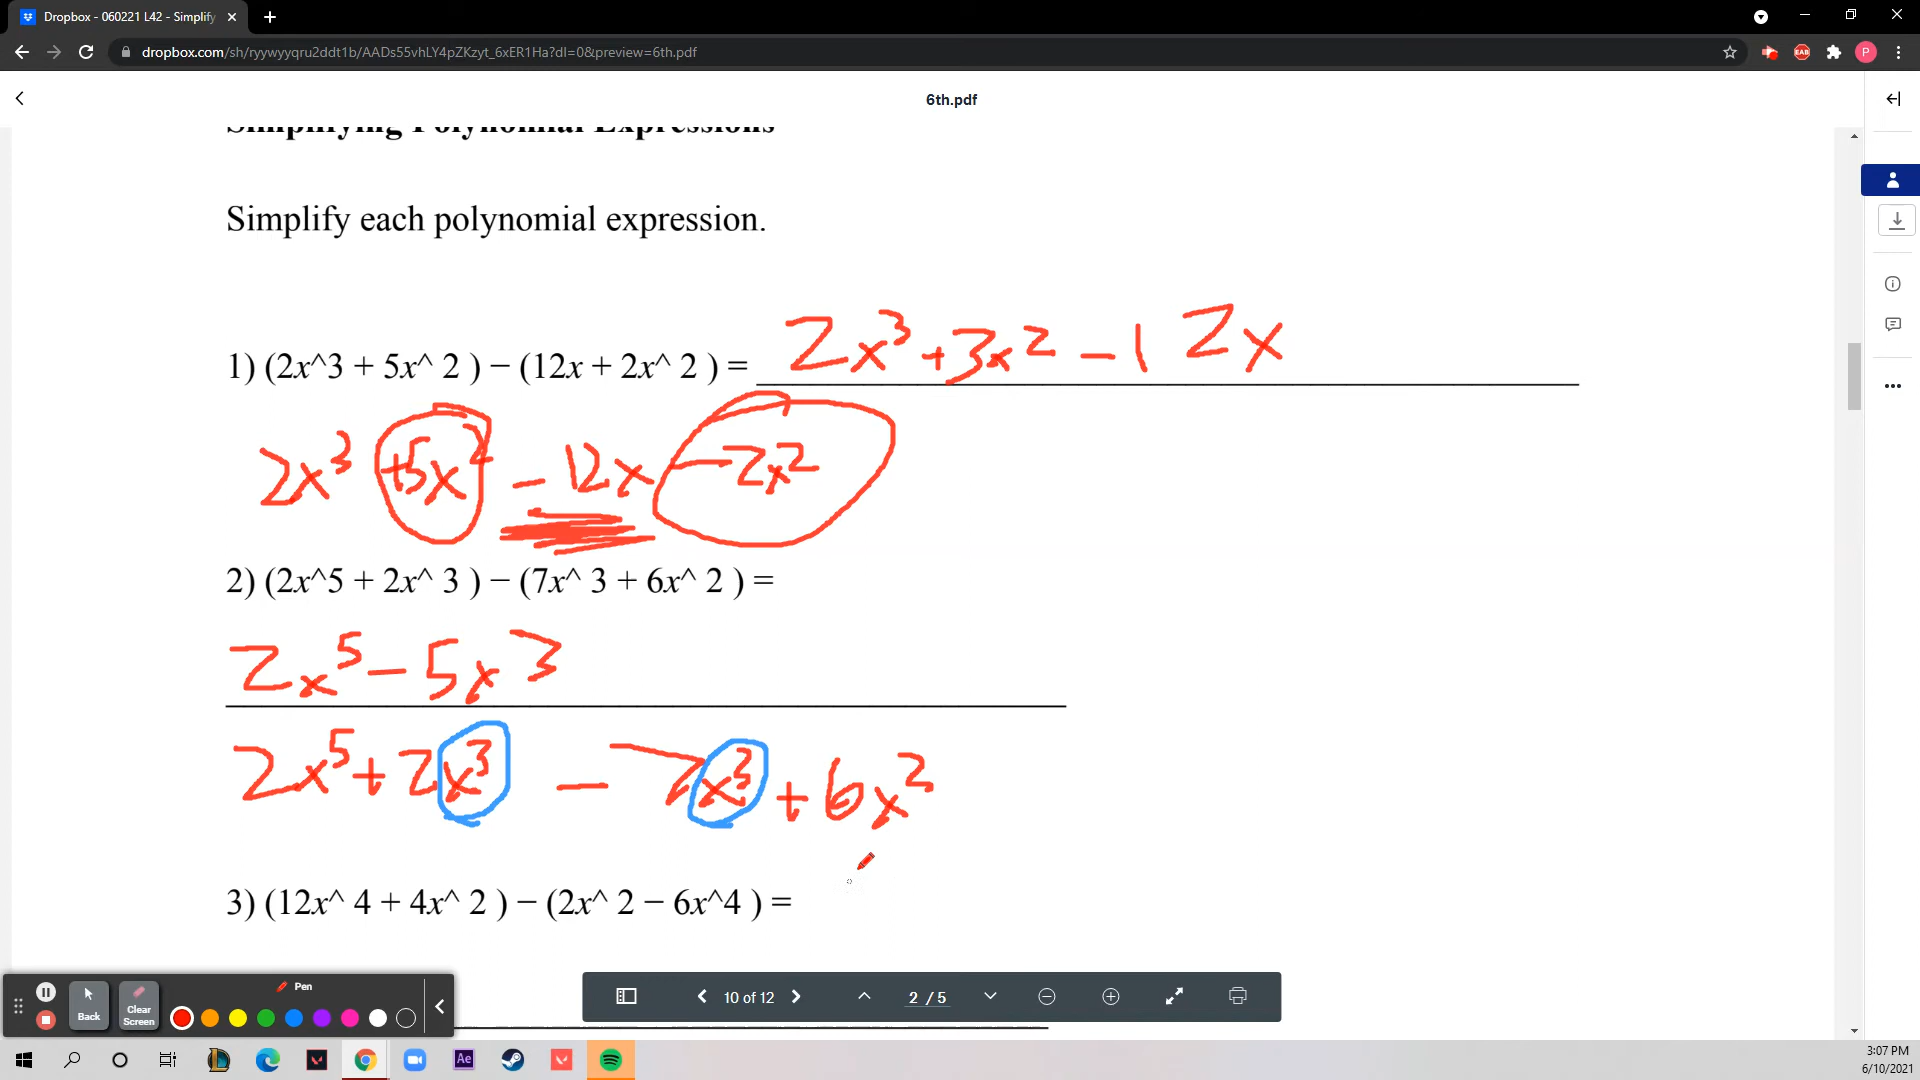 Dropbox - 060221 L42 - Simplify
dropbox.com/sh/ryywyyqru2ddt1b/AADs55vhLY4pZKzyt_6xER1Ha?dl=0&preview=6th.pdf
EAB
P
6th.pdf
Simplifying Polynomial Expressions
Simplify each polynomial expression.
1) (2x^3 + 5x^ 2 ) − (12x + 2x^ 2 ) = 2x³ + 3x² - 12x
2x³ +5x² - 12x - 2x²
2) (2x^5 + 2x^ 3 ) − (7x^ 3 + 6x^ 2 ) =
2x⁵ - 5x³
2x⁵ + 2x³ - 7x³ + 6x²
3) (12x^ 4 + 4x^ 2 ) − (2x^ 2 − 6x^4 ) =
Pen
Back
Clear Screen
10 of 12
2 / 5
Ae
3:07 PM
6/10/2021